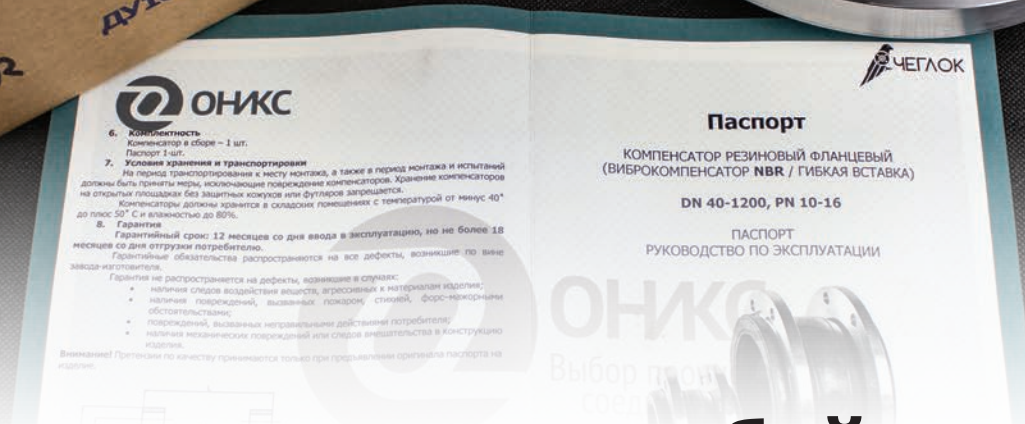 ДУК
ОНИКС
6. Комплектность
Компенсатор в сборе – 1 шт.
Паспорт 1-шт.
7. Условия хранения и транспортировки
На период транспортирования к месту монтажа, а также в период монтажа и испытаний
должны быть приняты меры, исключающие повреждение компенсаторов. Хранение компенсаторов
на открытых площадках без защитных кожухов или футляров запрещается.
Компенсаторы должны хранится в складских помещениях с температурой от минус 40°
до плюс 50° С и влажностью до 80%.
8. Гарантия
Гарантийный срок: 12 месяцев со дня ввода в эксплуатацию, но не более 18
месяцев со дня отгрузки потребителю.
Гарантийные обязательства распространяются на все дефекты, возникшие по вине
завода-изготовителя.
Гарантия не распространяется на дефекты, возникшие в случаях:
• наличия следов воздействия веществ, агрессивных к материалам изделия;
• наличия повреждений, вызванных пожаром, стихией, форс-мажорными
обстоятельствами;
• повреждений, вызванных неправильными действиями потребителя;
• наличия механических повреждений или следов вмешательства в конструкцию
изделия.
Внимание! Претензии по качеству принимаются только при предъявлении оригинала паспорта на
изделие.
ЧЕГЛОК
Паспорт
КОМПЕНСАТОР РЕЗИНОВЫЙ ФЛАНЦЕВЫЙ
(ВИБРОКОМПЕНСАТОР NBR / ГИБКАЯ ВСТАВКА)
DN 40-1200, PN 10-16
ПАСПОРТ
РУКОВОДСТВО ПО ЭКСПЛУАТАЦИИ
ОНИКС
Выбор